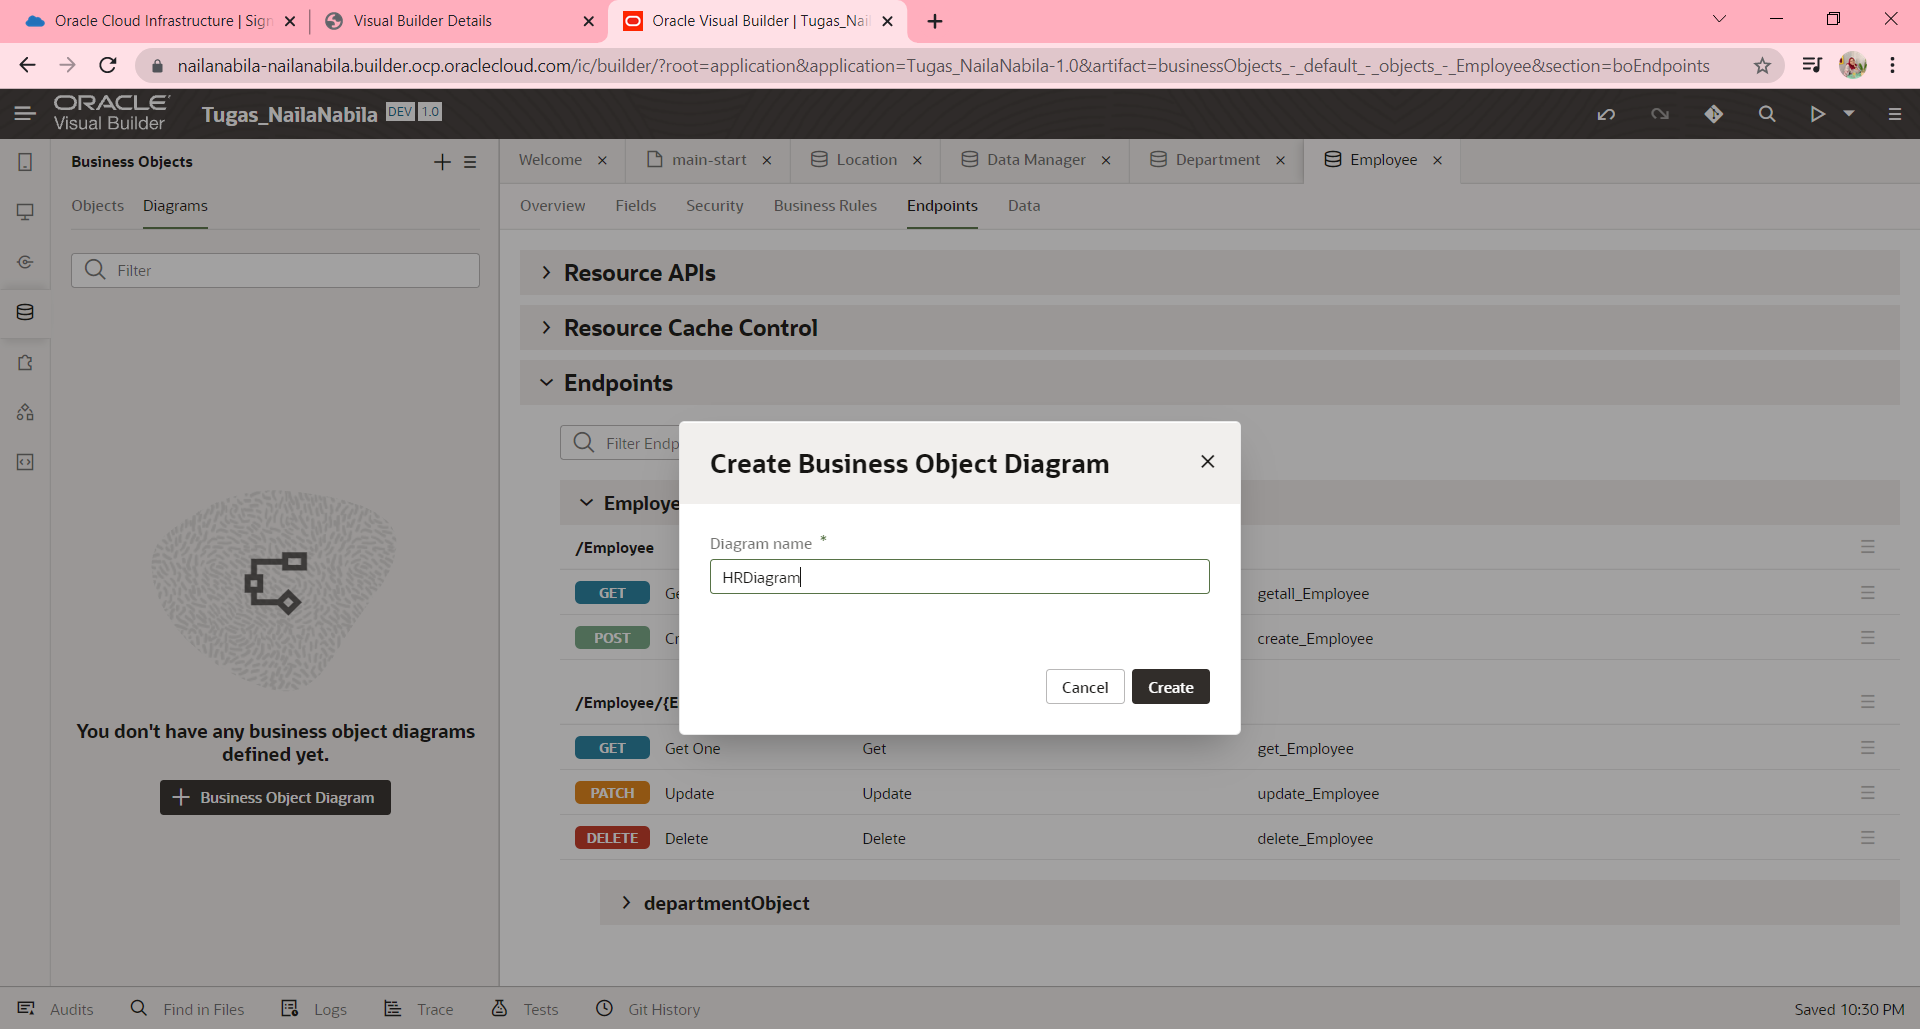 Oracle Cloud Infrastructure | Sign
Visual Builder Details
Oracle Visual Builder | Tugas_Nail
nailanabila-nailanabila.builder.ocp.oraclecloud.com/ic/builder/?root=application&application=Tugas_NailaNabila-1.0&artifact=businessObjects_-_default_-_objects_-_Employee&section=boEndpoints
ORACLE
Visual Builder
Tugas_NailaNabila DEV 1.0
Business Objects
Welcome
main-start
Location
Data Manager
Department
Employee
Objects
Diagrams
Overview
Fields
Security
Business Rules
Endpoints
Data
Filter
Resource APIs
Resource Cache Control
Endpoints
Filter Endp
Employe
/Employee
GET Ge getall_Employee
POST Cr create_Employee
/Employee/{E
GET Get One Get get_Employee
PATCH Update Update update_Employee
DELETE Delete Delete delete_Employee
departmentObject
Create Business Object Diagram
Diagram name *
HRDiagram
Cancel
Create
You don't have any business object diagrams
defined yet.
Business Object Diagram
Audits
Find in Files
Logs
Trace
Tests
Git History
Saved 10:30 PM